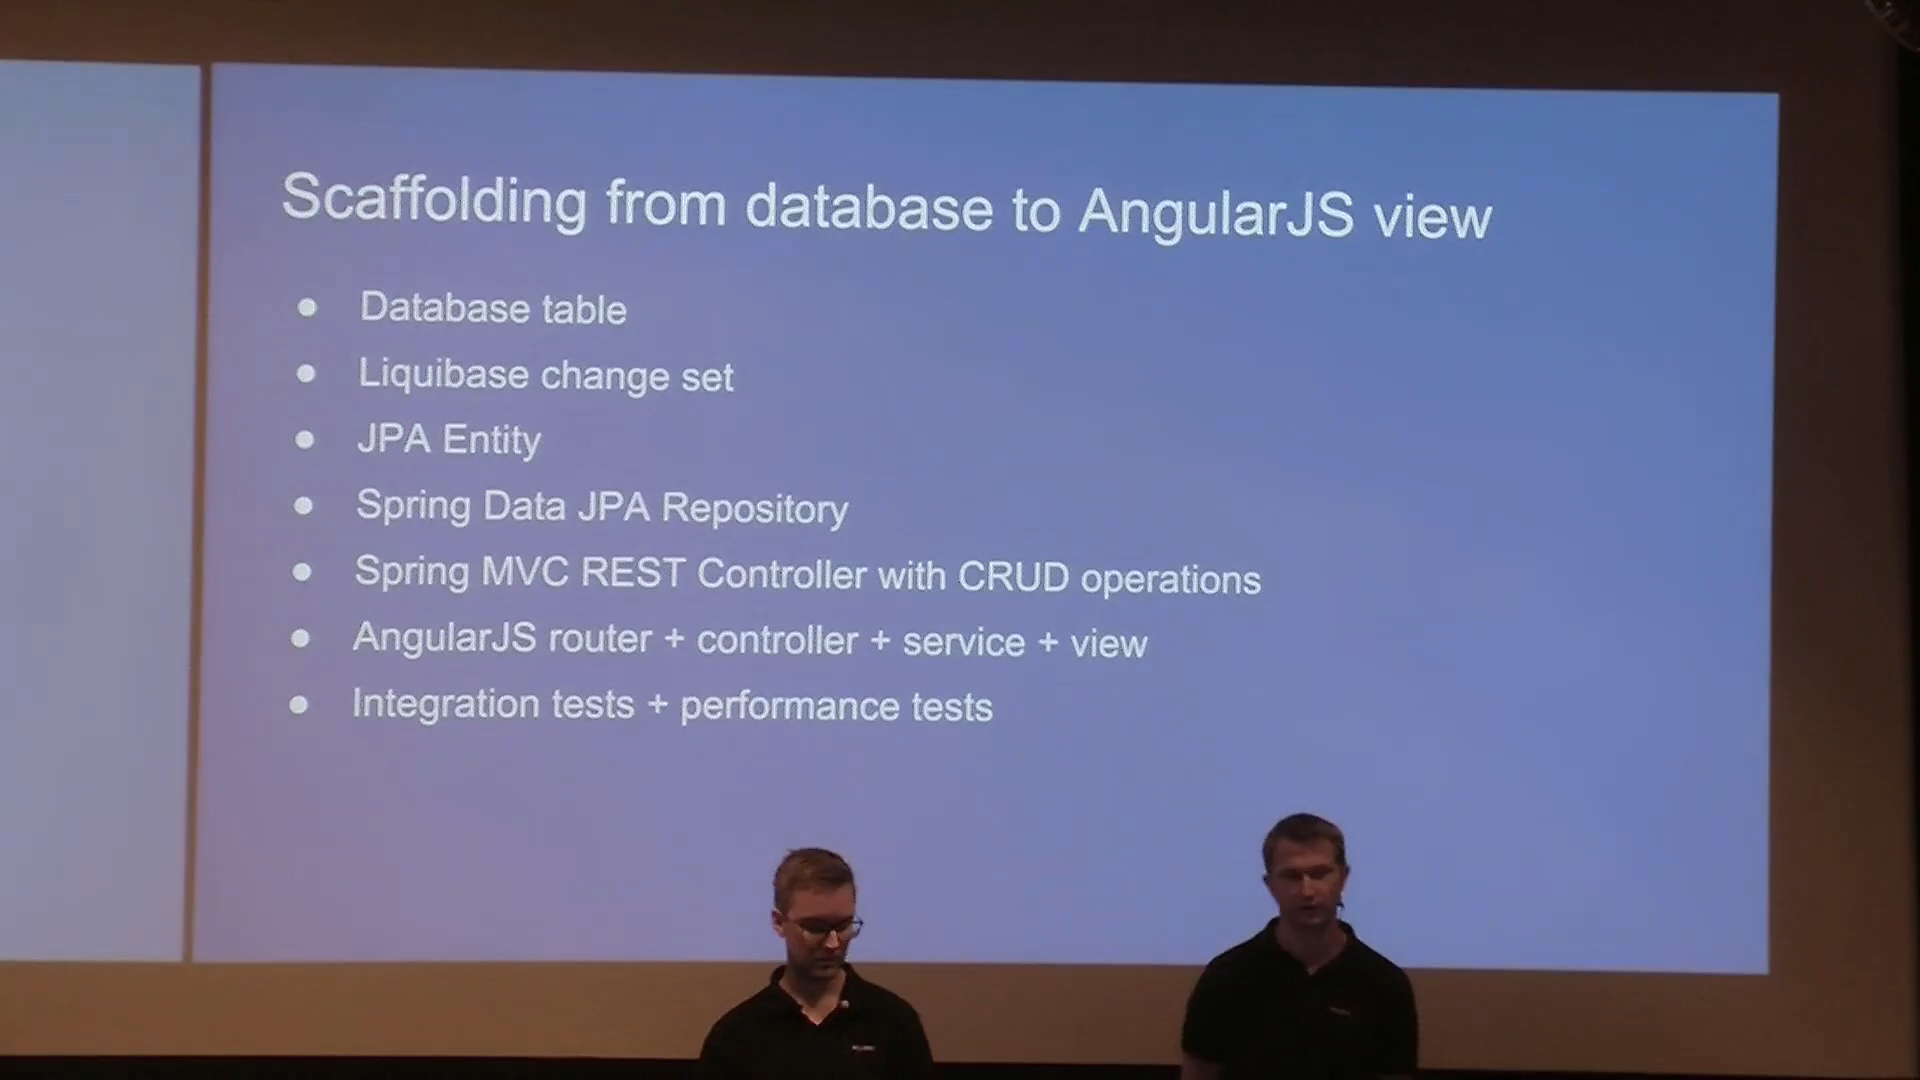 Scaffolding from database to AngularJS view
● Database table
● Liquibase change set
● JPA Entity
● Spring Data JPA Repository
● Spring MVC REST Controller with CRUD operations
● AngularJS router + controller + service + view
● Integration tests + performance tests